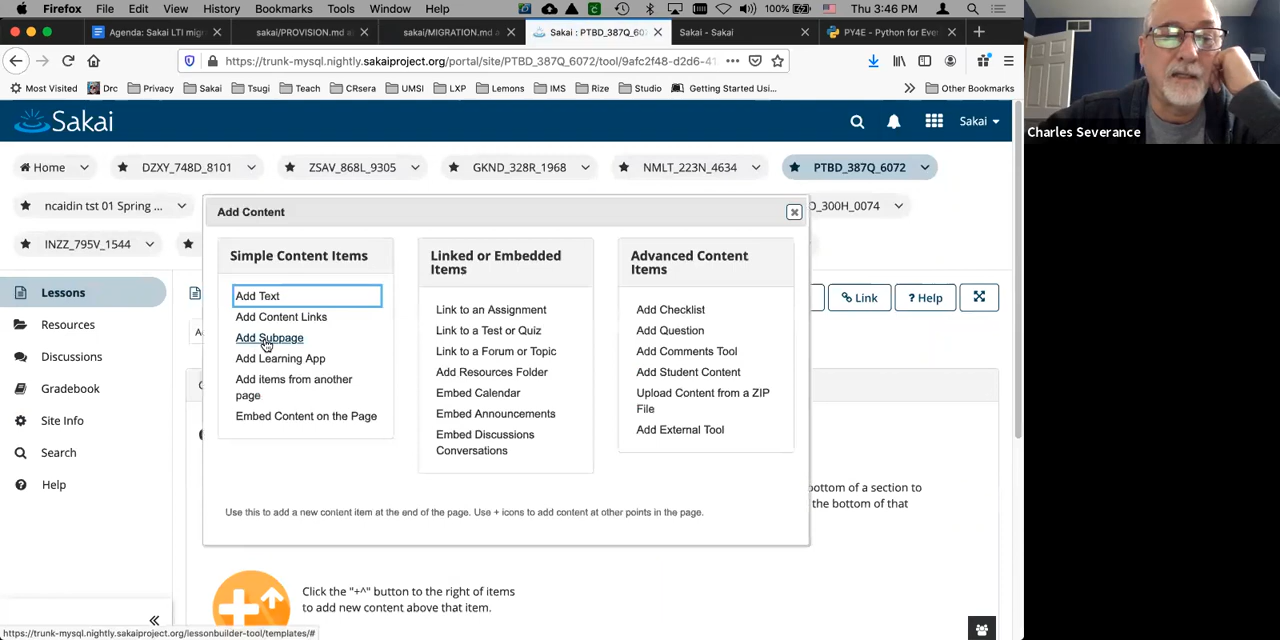 Firefox File Edit View History Bookmarks Tools Window Help 100% Thu 3:46 PM
Agenda: Sakai LTI mig sakai/PROVISION.md a sakai/MIGRATION.md a Sakai : PTBD_387Q_607 Sakai - Sakai PY4E - Python for Eve
https://trunk-mysql.nightly.sakaiproject.org/portal/site/PTBD_387Q_6072/tool/9afc2f48-d2d6-41
Most Visited Drc Privacy Sakai Tsugi Teach CRsera UMSI LXP Lemons IMS Rize Studio Getting Started Usi... Other Bookmarks
Charles Severance
Sakai Sakai
Home DZXY_748D_8101 ZSAV_868L_9305 GKND_328R_1968 NMLT_223N_4634 PTBD_387Q_6072
ncaidin tst 01 Spring ... O_300H_0074
INZZ_795V_1544
Add Content
Lessons
Resources
Discussions
Gradebook
Site Info
Search
Help
Simple Content Items
Add Text
Add Content Links
Add Subpage
Add Learning App
Add items from another
page
Embed Content on the Page
Linked or Embedded
Items
Link to an Assignment
Link to a Test or Quiz
Link to a Forum or Topic
Add Resources Folder
Embed Calendar
Embed Announcements
Embed Discussions
Conversations
Advanced Content
Items
Add Checklist
Add Question
Add Comments Tool
Add Student Content
Upload Content from a ZIP
File
Add External Tool
Link ? Help
Use this to add a new content item at the end of the page. Use + icons to add content at other points in the page.
bottom of a section to
the bottom of that
Click the "+^" button to the right of items
to add new content above that item.
https://trunk-mysql.nightly.sakaiproject.org/lessonbuilder-tool/templates/#